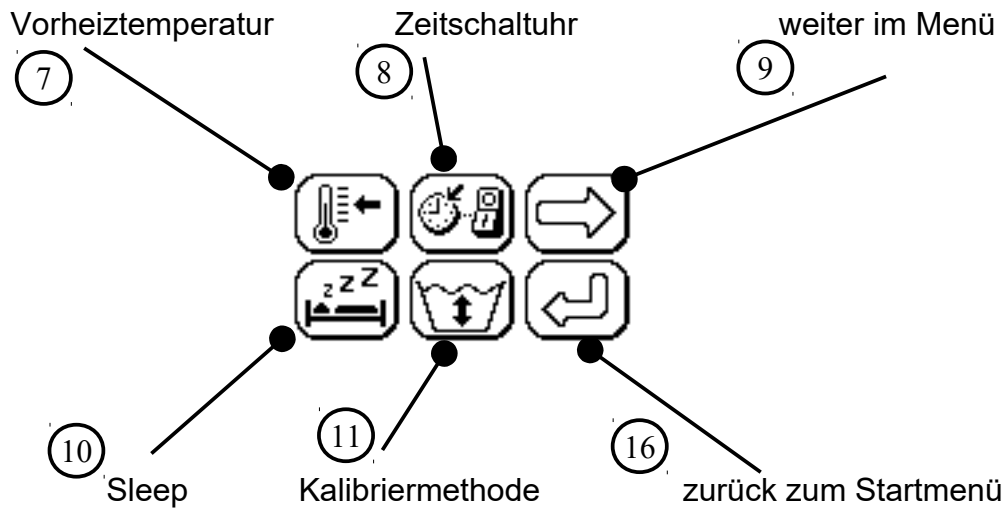 Vorheiztemperatur
Zeitschaltuhr
weiter im Menü
7
8
9
z z Z
10
11
16
Sleep
Kalibriermethode
zurück zum Startmenü